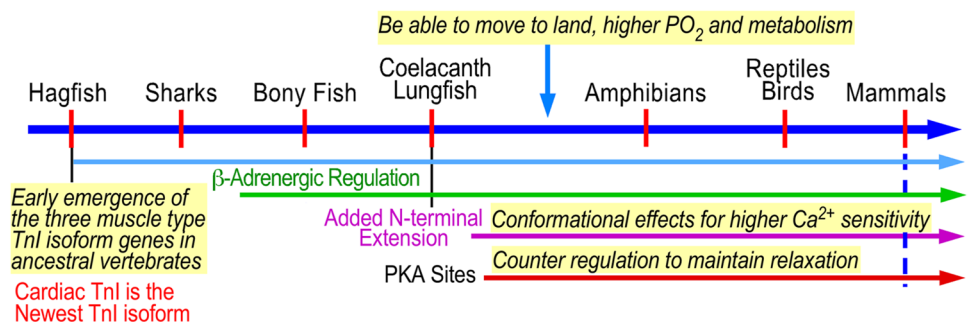 Be able to move to land, higher PO2 and metabolism
Hagfish
Sharks
Bony Fish
Coelacanth
Lungfish
Amphibians
Reptiles
Birds
Mammals
β-Adrenergic Regulation
Early emergence of
the three muscle type
TnI isoform genes in
ancestral vertebrates
Added N-terminal
Extension
Conformational effects for higher Ca2+ sensitivity
PKA Sites
Counter regulation to maintain relaxation
Cardiac TnI is the
Newest TnI isoform